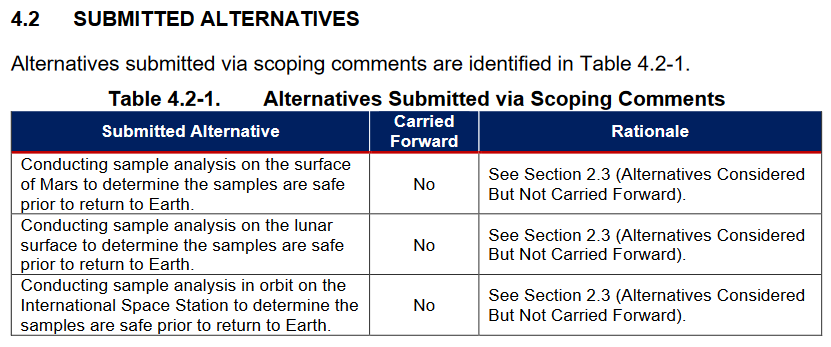 4.2 SUBMITTED ALTERNATIVES
Alternatives submitted via scoping comments are identified in Table 4.2-1.
Table 4.2-1. Alternatives Submitted via Scoping Comments
Submitted Alternative
Carried
Forward
Rationale
Conducting sample analysis on the surface
of Mars to determine the samples are safe
prior to return to Earth.
No
See Section 2.3 (Alternatives Considered
But Not Carried Forward).
Conducting sample analysis on the lunar
surface to determine the samples are safe
prior to return to Earth.
No
See Section 2.3 (Alternatives Considered
But Not Carried Forward).
Conducting sample analysis in orbit on the
International Space Station to determine the
samples are safe prior to return to Earth.
No
See Section 2.3 (Alternatives Considered
But Not Carried Forward).